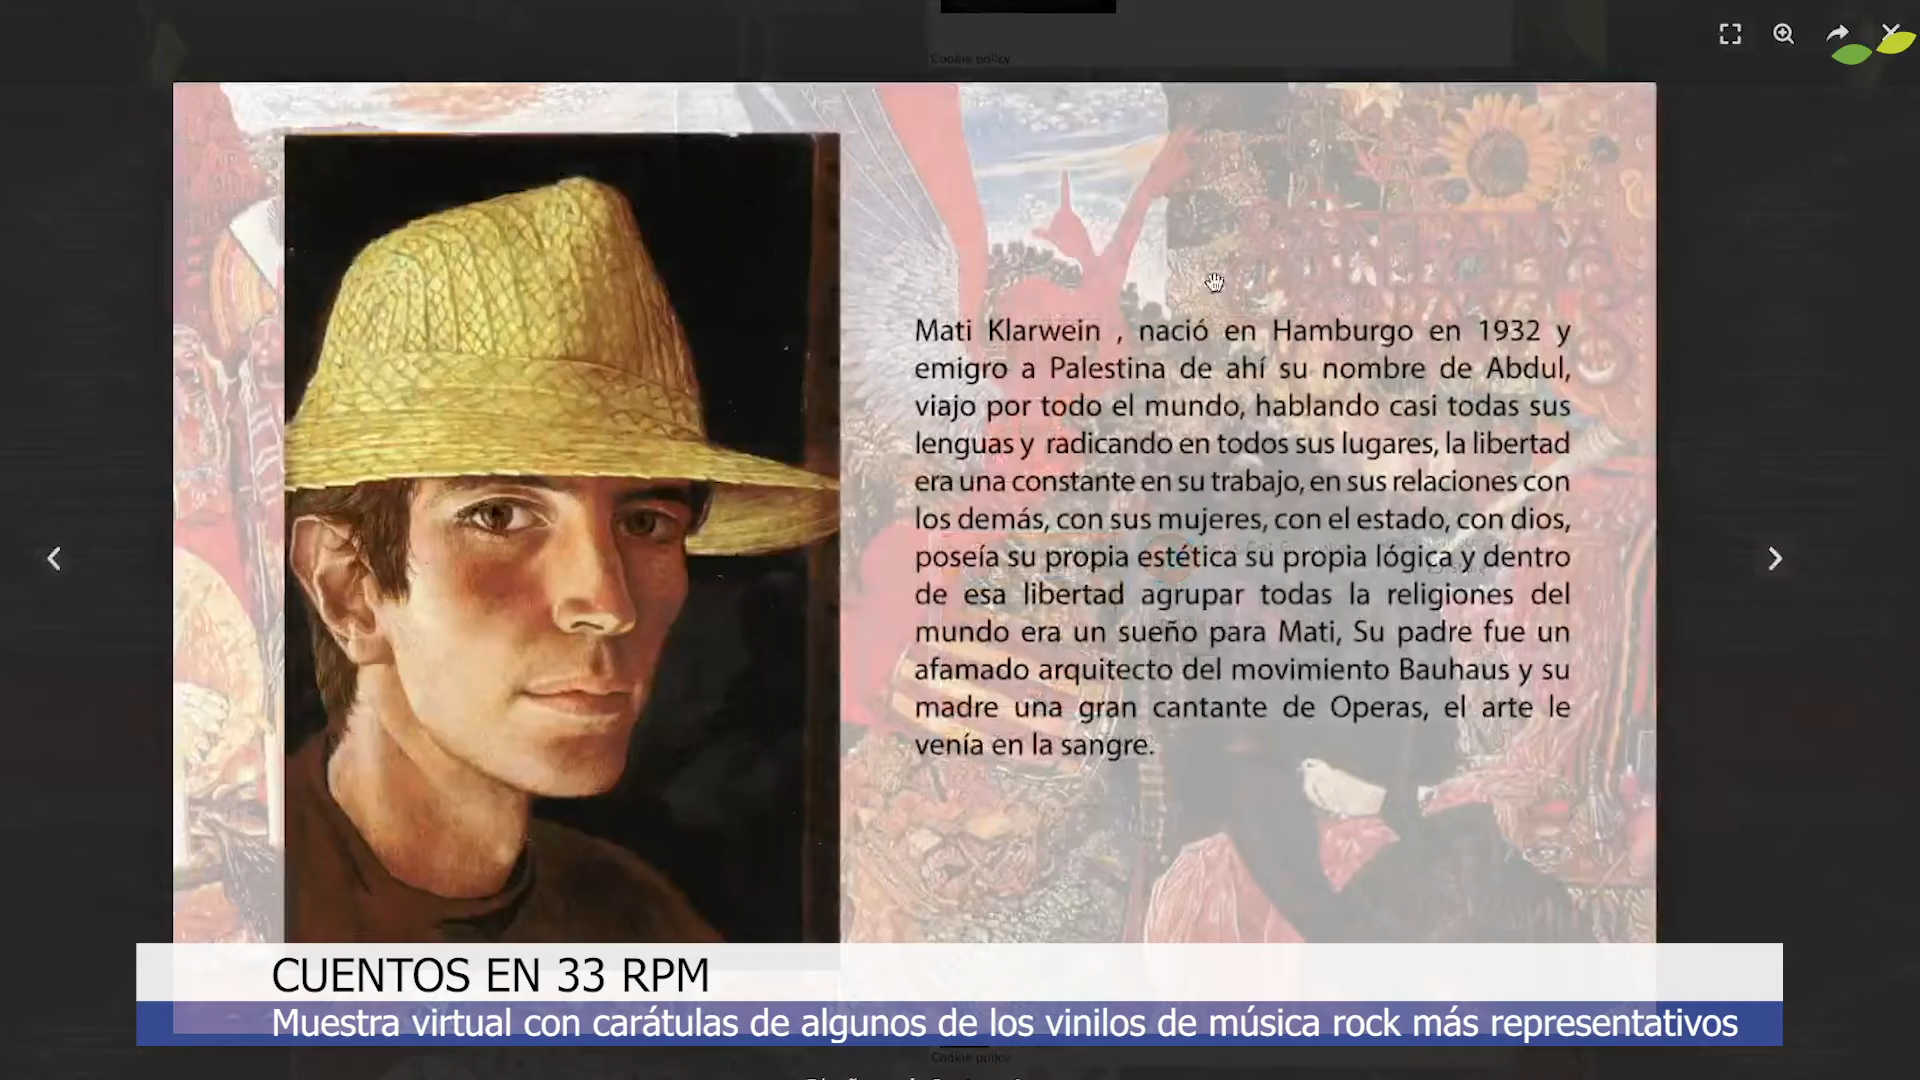 Cookie policy
Mati Klarwein , nació en Hamburgo en 1932 y
emigro a Palestina de ahí su nombre de Abdul,
viajo por todo el mundo, hablando casi todas sus
lenguas y radicando en todos sus lugares, la libertad
era una constante en su trabajo, en sus relaciones con
los demás, con sus mujeres, con el estado, con dios,
poseía su propia estética su propia lógica y dentro
de esa libertad agrupar todas la religiones del
mundo era un sueño para Mati, Su padre fue un
afamado arquitecto del movimiento Bauhaus y su
madre una gran cantante de Operas, el arte le
venía en la sangre.
CUENTOS EN 33 RPM
Muestra virtual con carátulas de algunos de los vinilos de música rock más representativos
Cookie policy